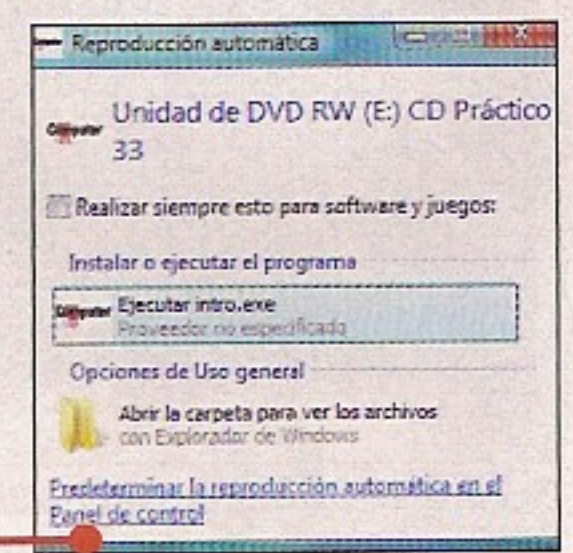 Reproducción automática
Unidad de DVD RW (E:) CD Práctico
33
Realizar siempre esto para software y juegos:
Instalar o ejecutar el programa
Computer
Ejecutar intro.exe
Proveedor no especificado
Opciones de Uso general
Abrir la carpeta para ver los archivos
con Explorador de Windows
Predeterminar la reproducción automática en el
Panel de control